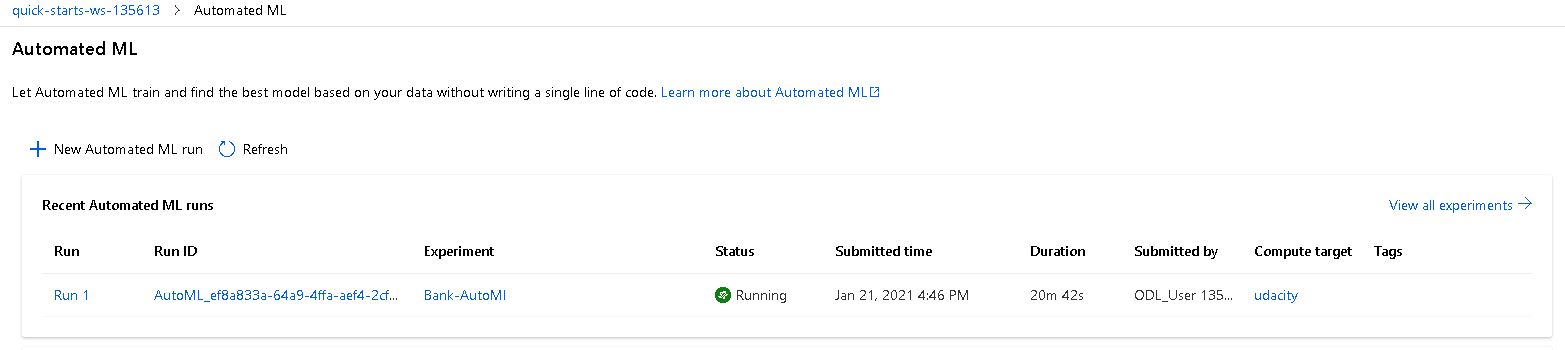 quick-starts-ws-135613 > Automated ML
Automated ML
Let Automated ML train and find the best model based on your data without writing a single line of code. Learn more about Automated ML
New Automated ML run Refresh
Recent Automated ML runs View all experiments
Run Run ID Experiment Status Submitted time Duration Submitted by Compute target Tags
Run 1 AutoML_ef8a833a-64a9-4ffa-aef4-2cf... Bank-AutoMl Running Jan 21, 2021 4:46 PM 20m 42s ODL_User 135... udacity